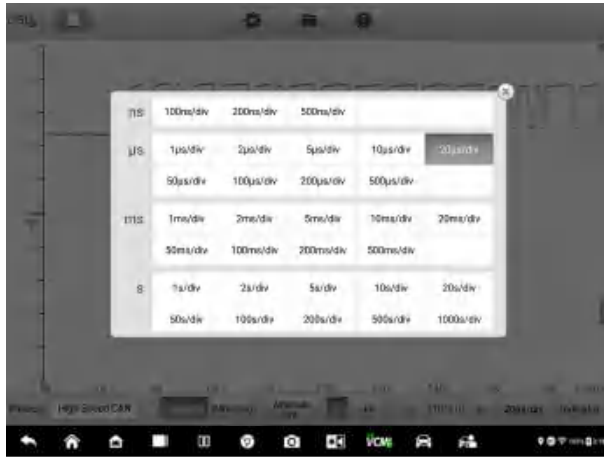 ns 100ns/div 200ns/div 500ns/div
µs 1µs/div 2µs/div 5µs/div 10µs/div 20µs/div
50µs/div 100µs/div 200µs/div 500µs/div
ms 1ms/div 2ms/div 5ms/div 10ms/div 20ms/div
50ms/div 100ms/div 200ms/div 500ms/div
s 1s/div 2s/div 5s/div 10s/div 20s/div
50s/div 100s/div 200s/div 500s/div 1000s/div
High Speed CAN
VCMI